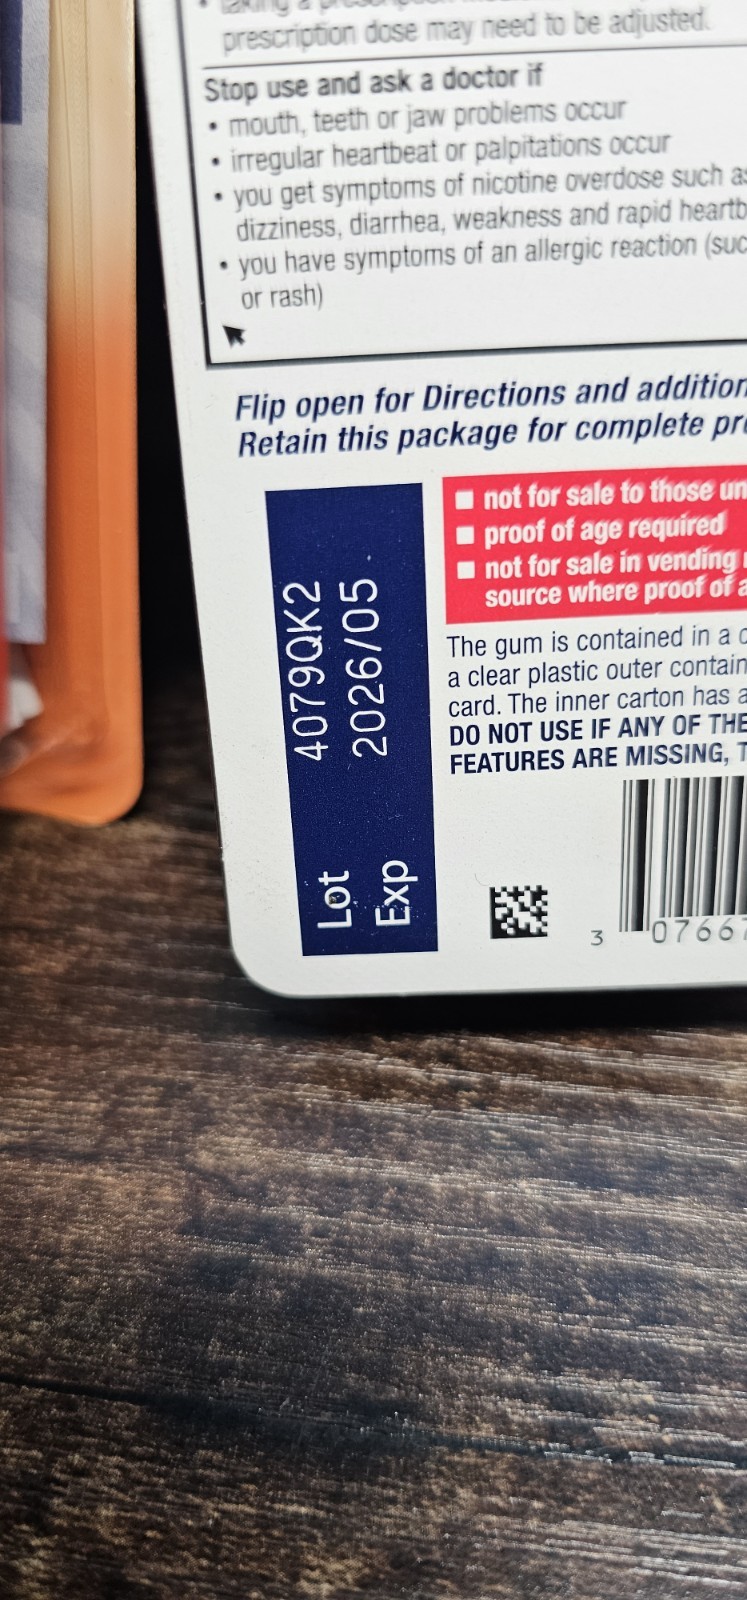 • taking a prescription
prescription dose may need to be adjusted.
Stop use and ask a doctor if
• mouth, teeth or jaw problems occur
• irregular heartbeat or palpitations occur
• you get symptoms of nicotine overdose such as
dizziness, diarrhea, weakness and rapid heartb
• you have symptoms of an allergic reaction (suc
or rash)
Flip open for Directions and addition
Retain this package for complete pro
■ not for sale to those un
■ proof of age required
■ not for sale in vending
source where proof of a
The gum is contained in a c
a clear plastic outer contain
card. The inner carton has a
DO NOT USE IF ANY OF THE
FEATURES ARE MISSING, T
Lot 4079QK2
Exp 2026/05
3 07667